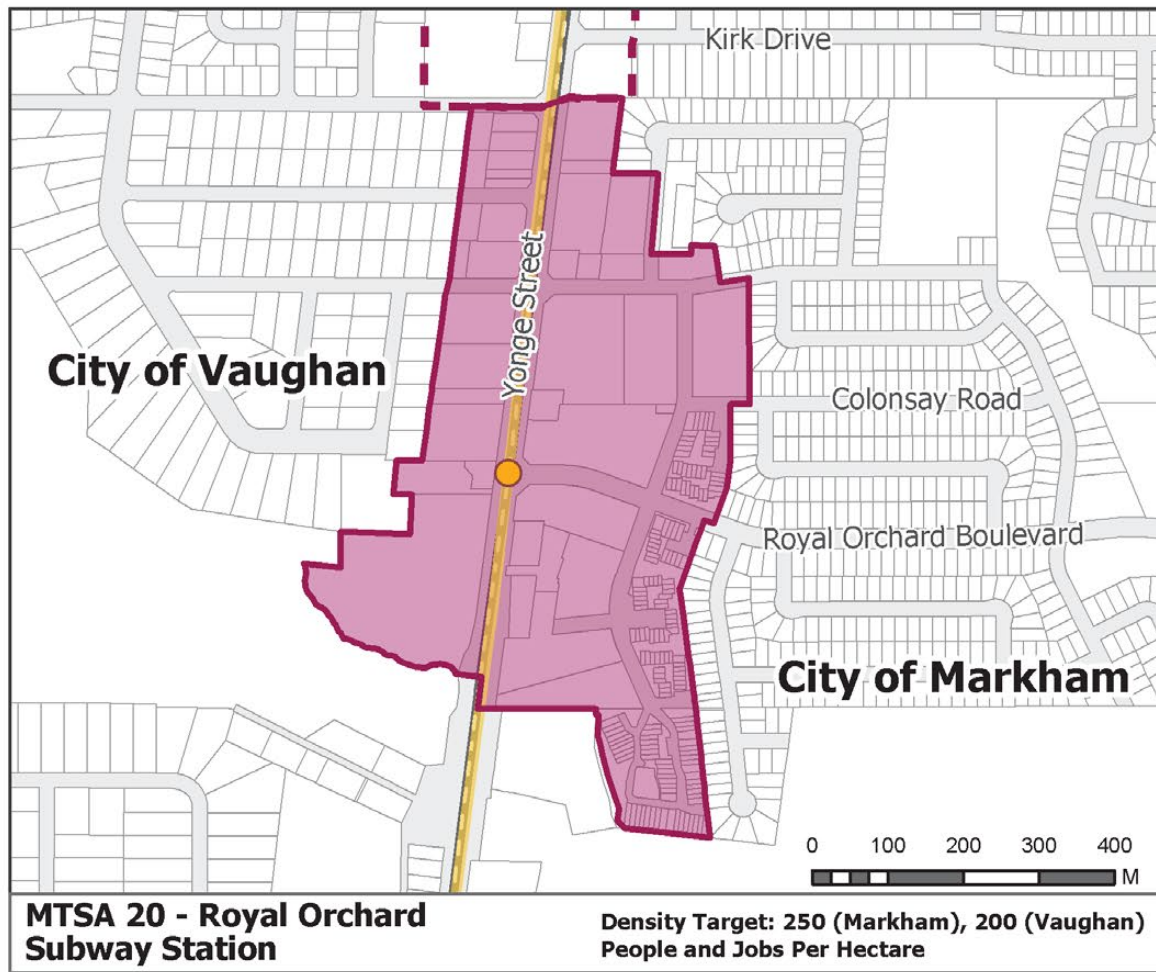 Kirk Drive
Yonge Street
City of Vaughan
Colonsay Road
Royal Orchard Boulevard
City of Markham
0 100 200 300 400
M
MTSA 20 - Royal Orchard
Subway Station
Density Target: 250 (Markham), 200 (Vaughan)
People and Jobs Per Hectare